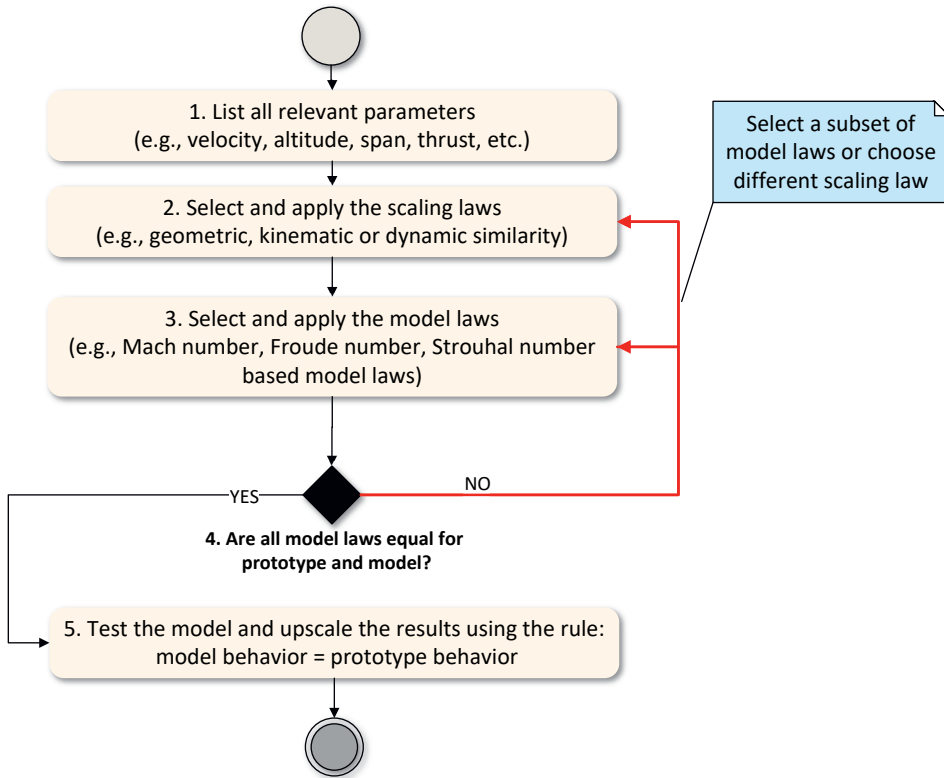 1. List all relevant parameters
(e.g., velocity, altitude, span, thrust, etc.)
Select a subset of
model laws or choose
different scaling law
2. Select and apply the scaling laws
(e.g., geometric, kinematic or dynamic similarity)
3. Select and apply the model laws
(e.g., Mach number, Froude number, Strouhal number
based model laws)
YES
NO
4. Are all model laws equal for
prototype and model?
5. Test the model and upscale the results using the rule:
model behavior = prototype behavior